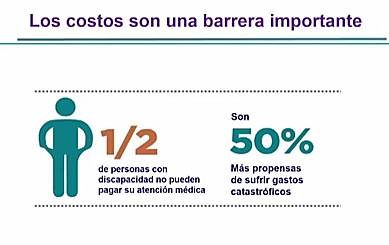 Los costos son una barrera importante
1/2
de personas con
discapacidad no pueden
pagar su atención médica
Son
50%
Más propensas
de sufrir gastos
catastróficos